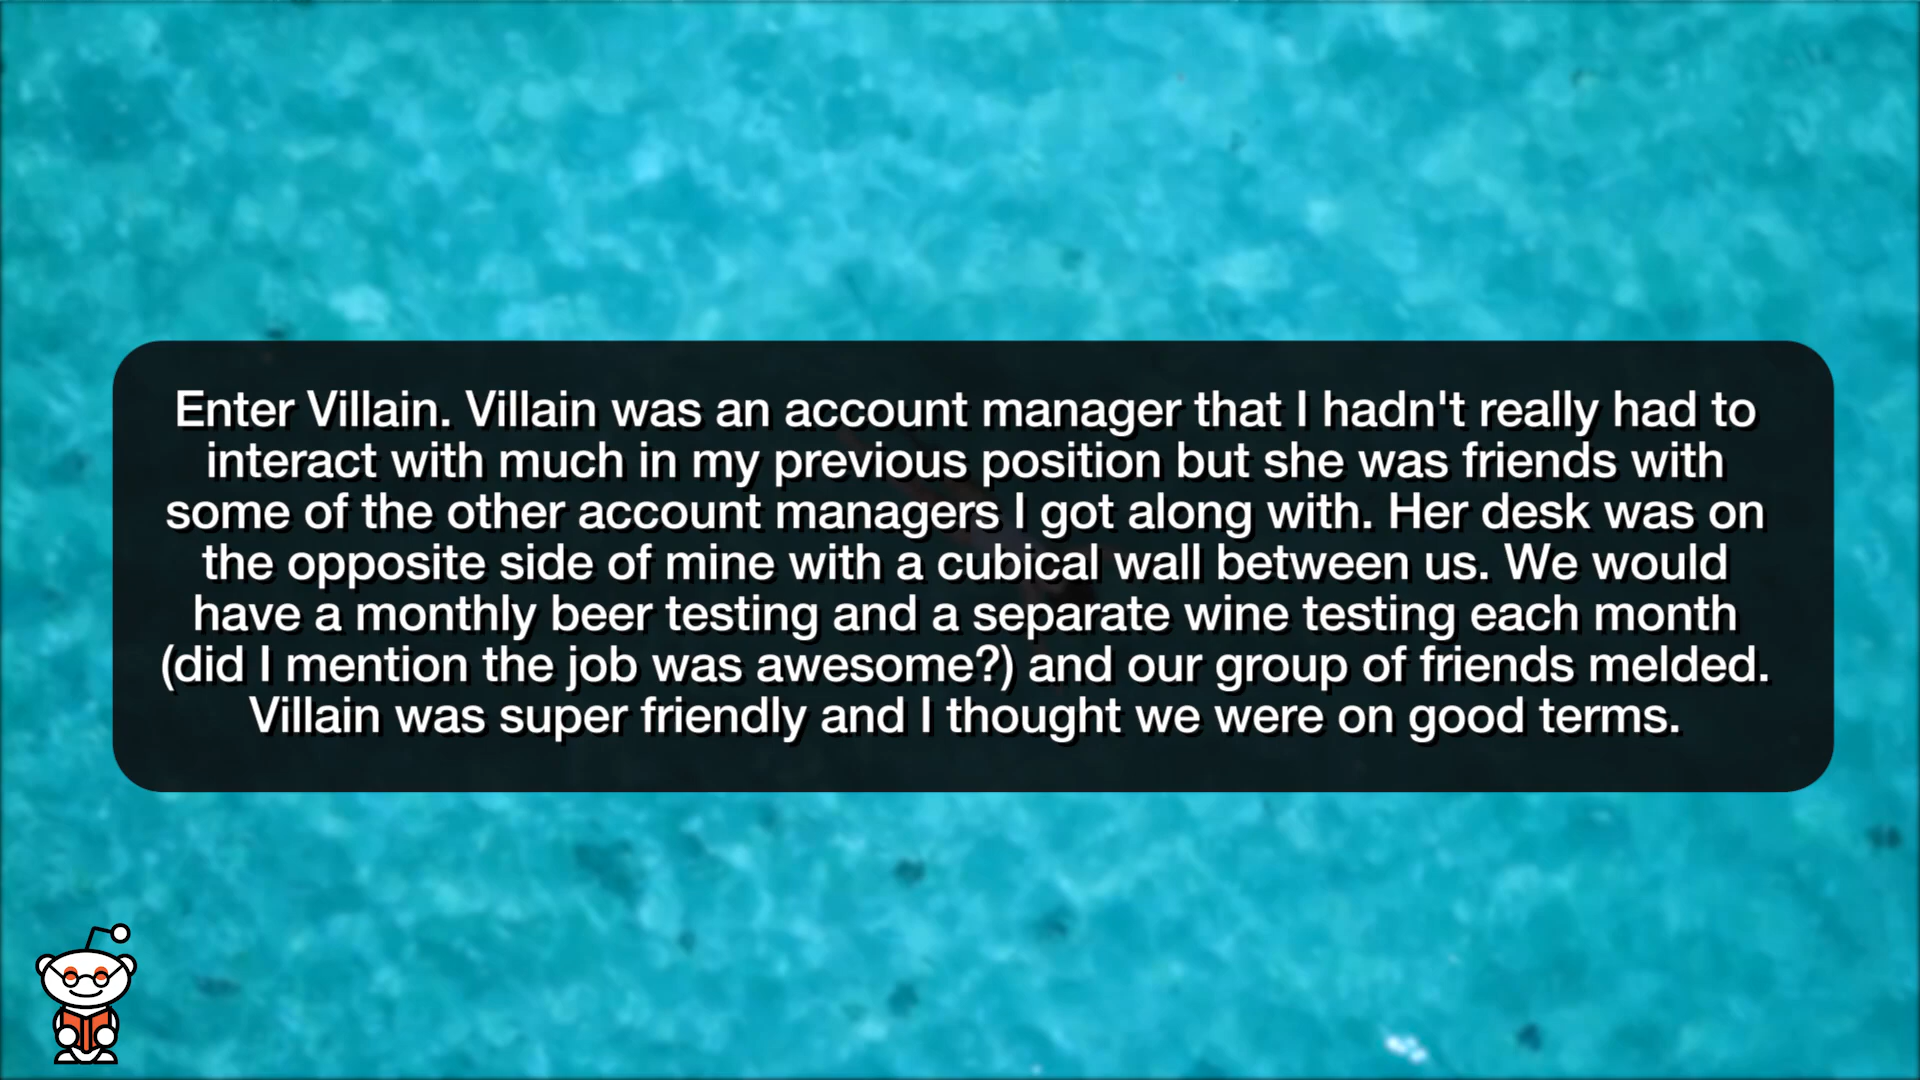 Enter Villain. Villain was an account manager that I hadn't really had to
interact with much in my previous position but she was friends with
some of the other account managers I got along with. Her desk was on
the opposite side of mine with a cubical wall between us. We would
have a monthly beer testing and a separate wine testing each month
(did I mention the job was awesome?) and our group of friends melded.
Villain was super friendly and I thought we were on good terms.